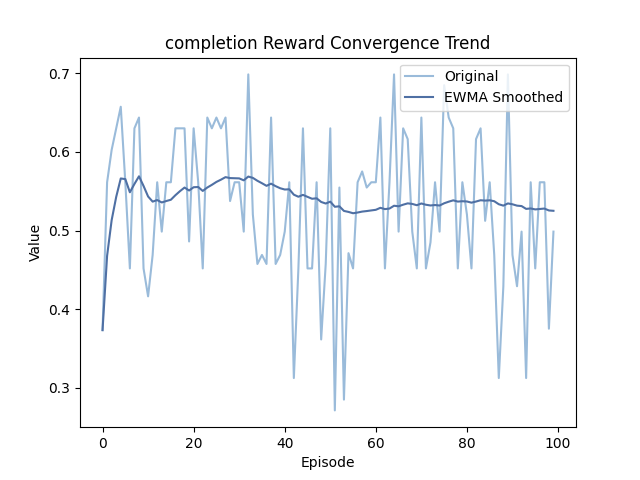 completion Reward Convergence Trend
Original
EWMA Smoothed
0.7
0.6
0.5
0.4
0.3
Value
0 20 40 60 80 100
Episode